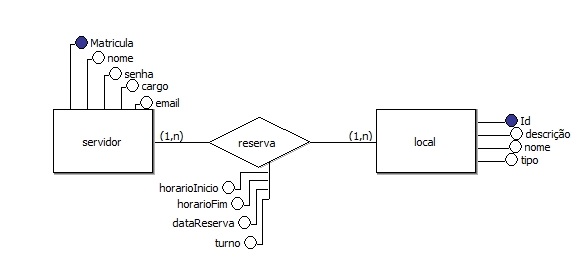 Matricula
nome
senha
cargo
email
servidor
(1,n)
reserva
(1,n)
local
Id
descrição
nome
tipo
horarioInicio
horarioFim
dataReserva
turno